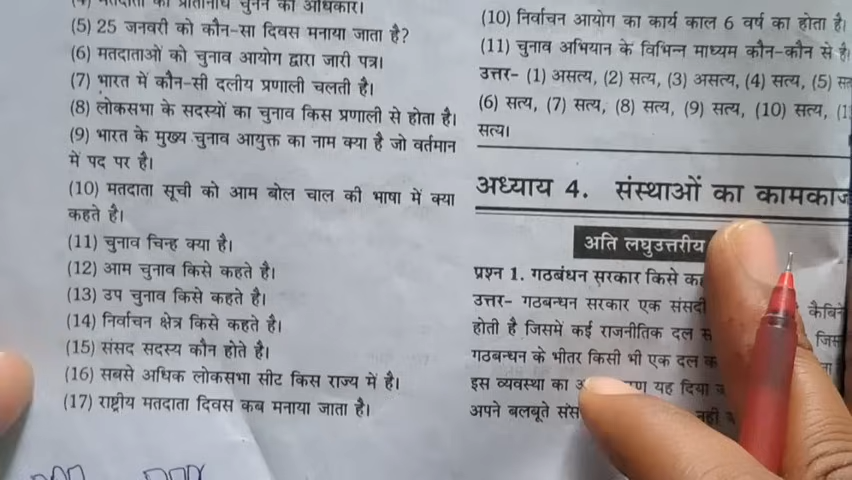 (5) 25 जनवरी को कौन-सा दिवस मनाया जाता है?
(6) मतदाताओं को चुनाव आयोग द्वारा जारी पत्र।
(7) भारत में कौन-सी दलीय प्रणाली चलती है।
(8) लोकसभा के सदस्यों का चुनाव किस प्रणाली से होता है।
(9) भारत के मुख्य चुनाव आयुक्त का नाम क्या है जो वर्तमान
में पद पर है।
(10) मतदाता सूची को आम बोल चाल की भाषा में क्या
कहते है।
(11) चुनाव चिन्ह क्या है।
(12) आम चुनाव किसे कहते है।
(13) उप चुनाव किसे कहते है।
(14) निर्वाचन क्षेत्र किसे कहते है।
(15) संसद सदस्य कौन होते है।
(16) सबसे अधिक लोकसभा सीट किस राज्य में है।
(17) राष्ट्रीय मतदाता दिवस कब मनाया जाता है।
(10) निर्वाचन आयोग का कार्य काल 6 वर्ष का होता है।
(11) चुनाव अभियान के विभिन्न माध्यम कौन-कौन से है।
उत्तर- (1) असत्य, (2) सत्य, (3) असत्य, (4) सत्य, (5)
(6) सत्य, (7) सत्य, (8) सत्य, (9) सत्य, (10) सत्य,
सत्य।
अध्याय 4. संस्थाओं का कामकाज
अति लघुउत्तरीय
प्रश्न 1. गठबंधन सरकार किसे
उत्तर- गठबन्धन सरकार एक
होती है जिसमें कई राजनीतिक दल
गठबन्धन के भीतर किसी भी एक दल
इस व्यवस्था का यह दिया
अपने बलबूते